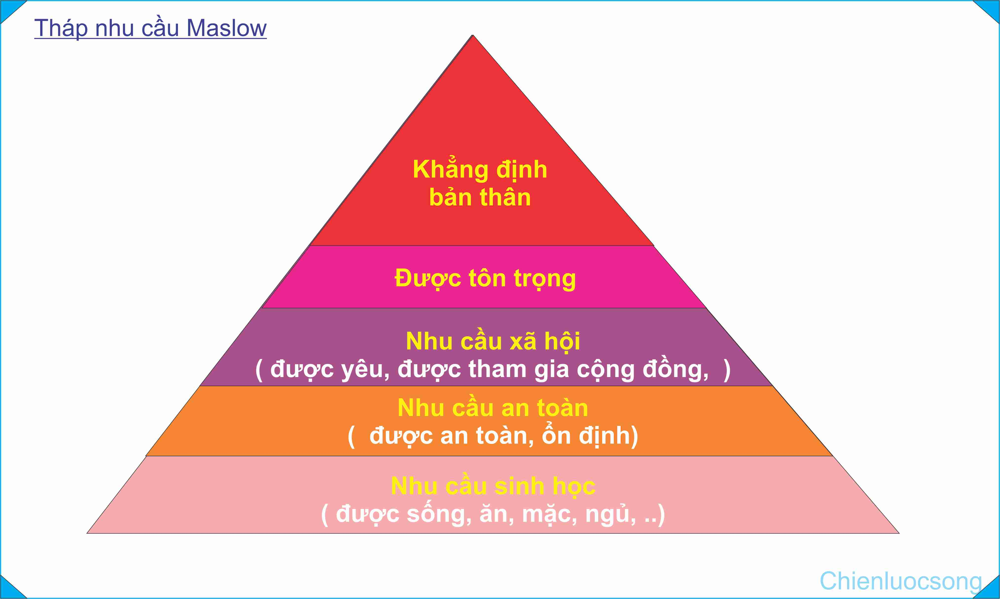 Tháp nhu cầu Maslow
Khẳng định
bản thân
Được tôn trọng
Nhu cầu xã hội
( được yêu, được tham gia cộng đồng,  )
Nhu cầu an toàn
(  được an toàn, ổn định)
Nhu cầu sinh học
( được sống, ăn, mặc, ngủ, ..)
Chienluocsong